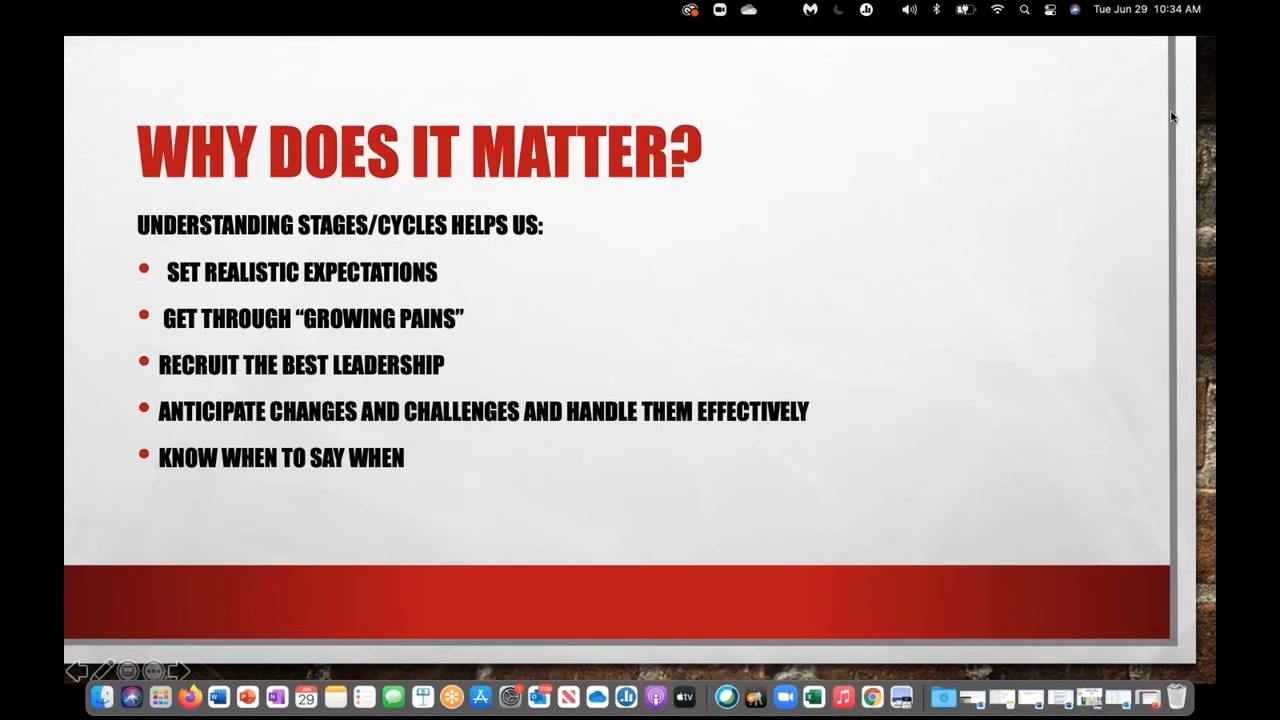 Tue Jun 29 10:34 AM
WHY DOES IT MATTER?
UNDERSTANDING STAGES/CYCLES HELPS US:
• SET REALISTIC EXPECTATIONS
• GET THROUGH “GROWING PAINS”
• RECRUIT THE BEST LEADERSHIP
• ANTICIPATE CHANGES AND CHALLENGES AND HANDLE THEM EFFECTIVELY
• KNOW WHEN TO SAY WHEN
29
tv